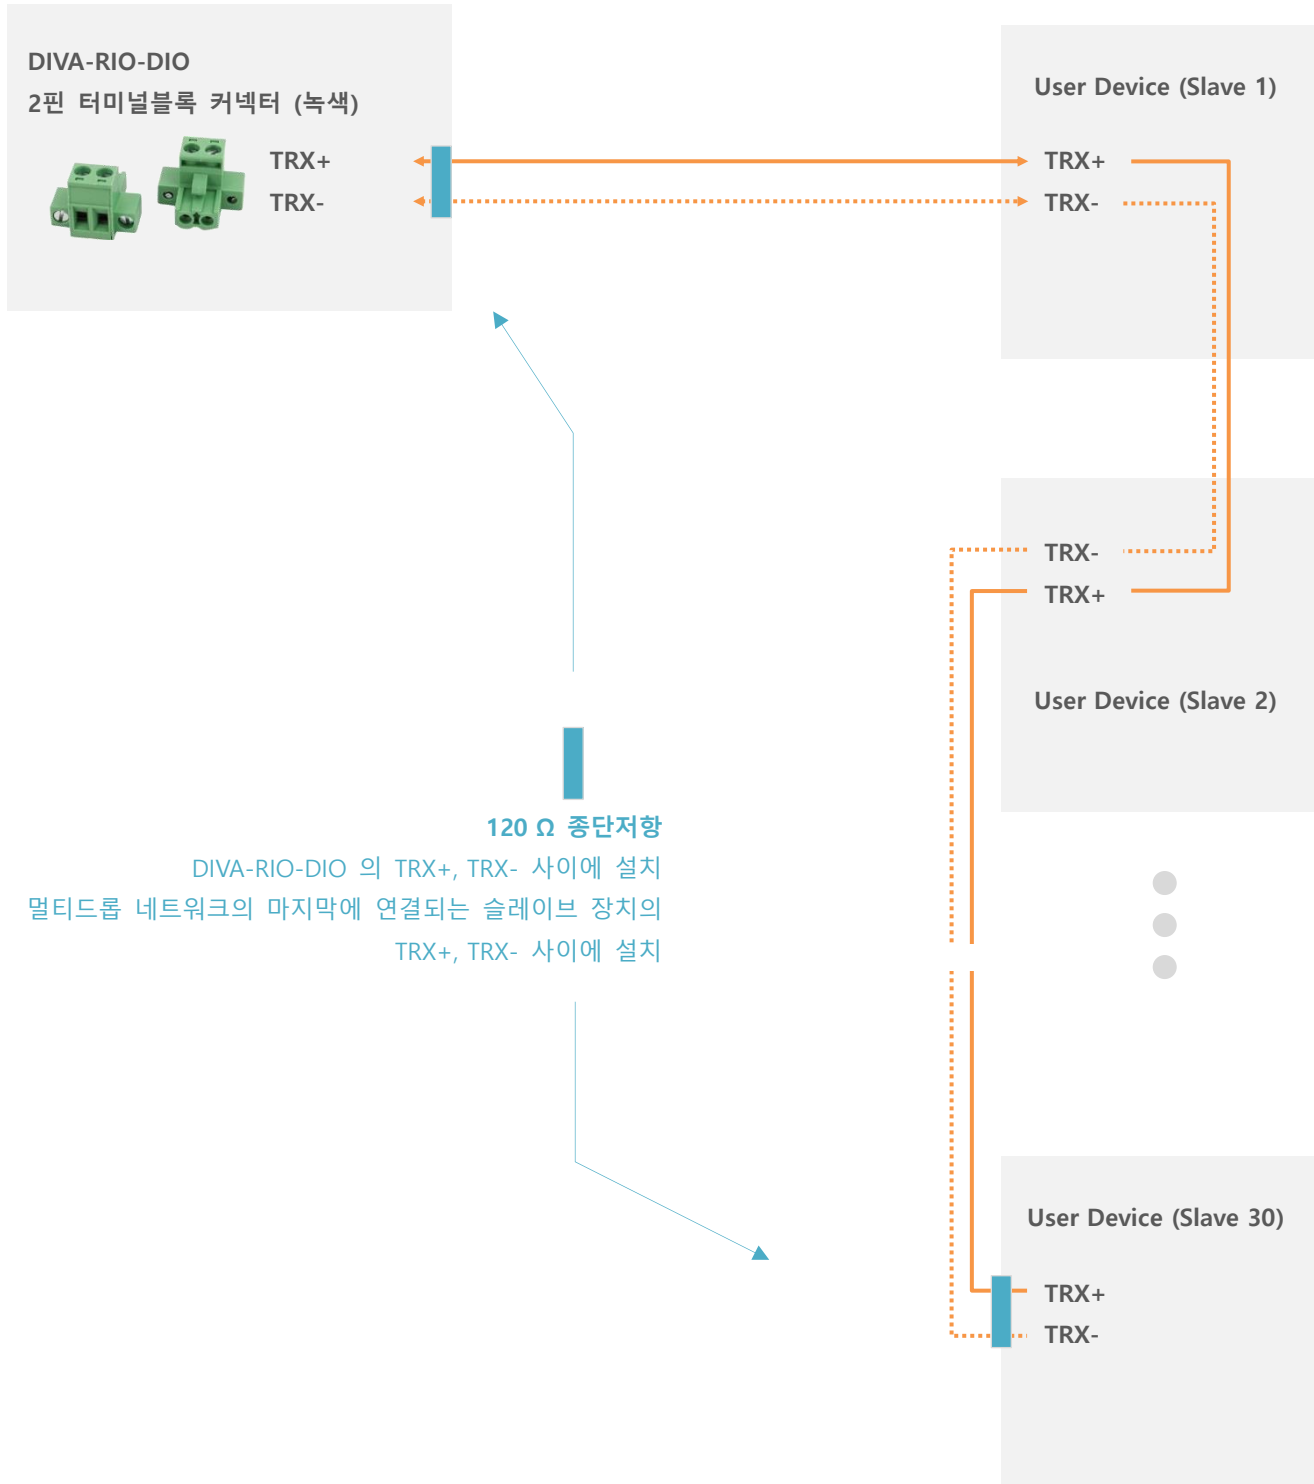 DIVA-RIO-DIO
2핀 터미널블록 커넥터 (녹색)
TRX+
TRX-
User Device (Slave 1)
TRX+
TRX-
TRX-
TRX+
User Device (Slave 2)
120 Ω 종단저항
DIVA-RIO-DIO 의 TRX+, TRX- 사이에 설치
멀티드롭 네트워크의 마지막에 연결되는 슬레이브 장치의
TRX+, TRX- 사이에 설치
User Device (Slave 30)
TRX+
TRX-